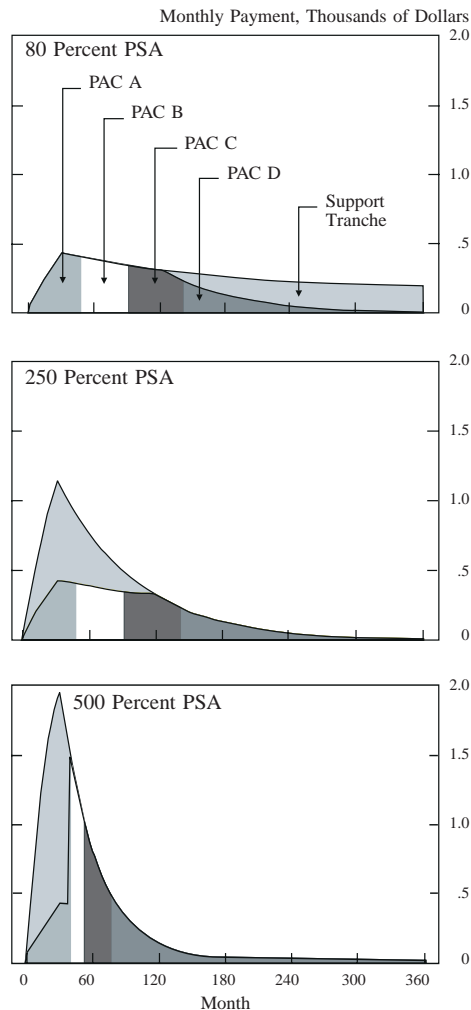 Monthly Payment, Thousands of Dollars
80 Percent PSA
2.0
PAC A
PAC B
1.5
PAC C
PAC D
1.0
Support
Tranche
.5
0
250 Percent PSA
2.0
1.5
1.0
.5
0
500 Percent PSA
2.0
1.5
1.0
.5
0
0 60 120 180 240 300 360
Month